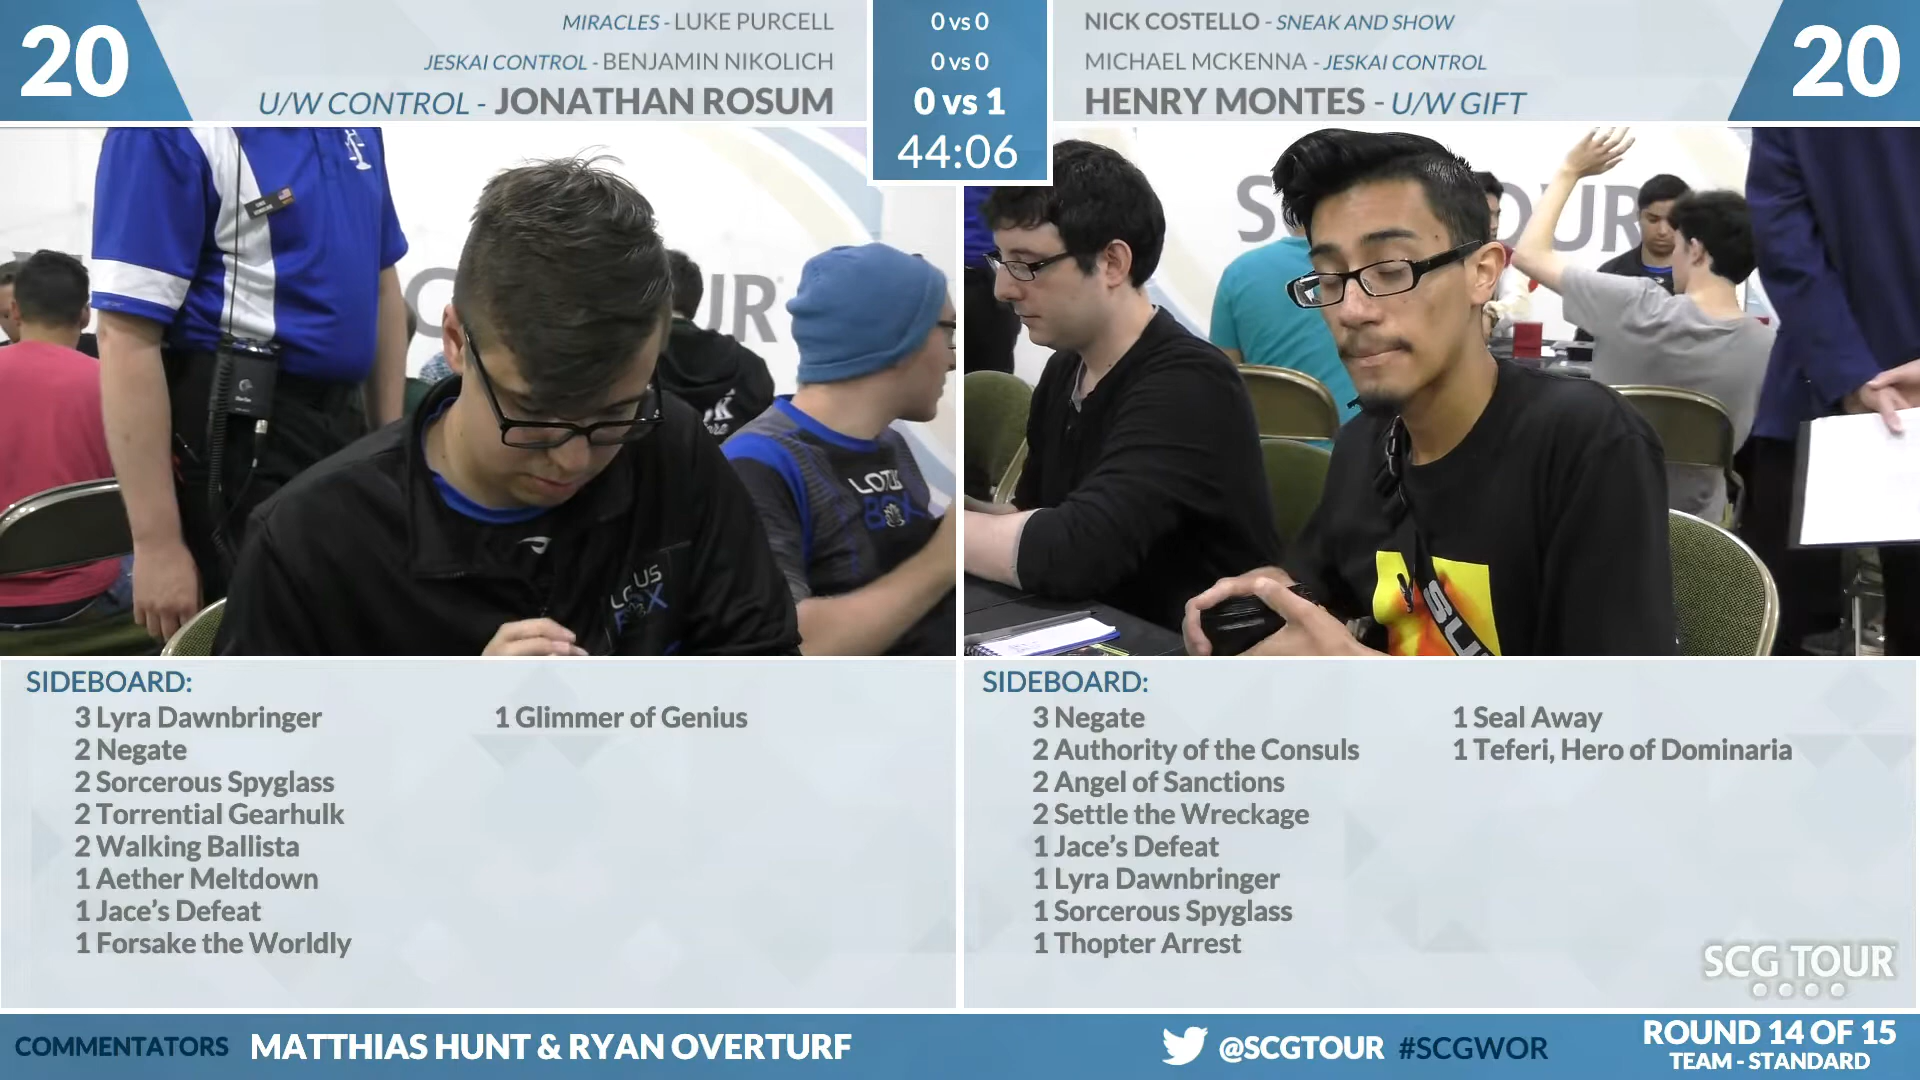 20
MIRACLES - LUKE PURCELL
JESKAI CONTROL - BENJAMIN NIKOLICH
U/W CONTROL - JONATHAN ROSUM
0 vs 0
0 vs 0
0 vs 1
44:06
NICK COSTELLO - SNEAK AND SHOW
MICHAEL MCKENNA - JESKAI CONTROL
HENRY MONTES - U/W GIFT
20
LOTUS
BOX
LOTUS
BOX
SIDEBOARD:
3 Lyra Dawnbringer
2 Negate
2 Sorcerous Spyglass
2 Torrential Gearhulk
2 Walking Ballista
1 Aether Meltdown
1 Jace's Defeat
1 Forsake the Worldly
1 Glimmer of Genius
SIDEBOARD:
3 Negate
2 Authority of the Consuls
2 Angel of Sanctions
2 Settle the Wreckage
1 Jace's Defeat
1 Lyra Dawnbringer
1 Sorcerous Spyglass
1 Thopter Arrest
1 Seal Away
1 Teferi, Hero of Dominaria
SCG TOUR
COMMENTATORS MATTHIAS HUNT & RYAN OVERTURF
@SCGTOUR #SCGWOR
ROUND 14 OF 15
TEAM - STANDARD